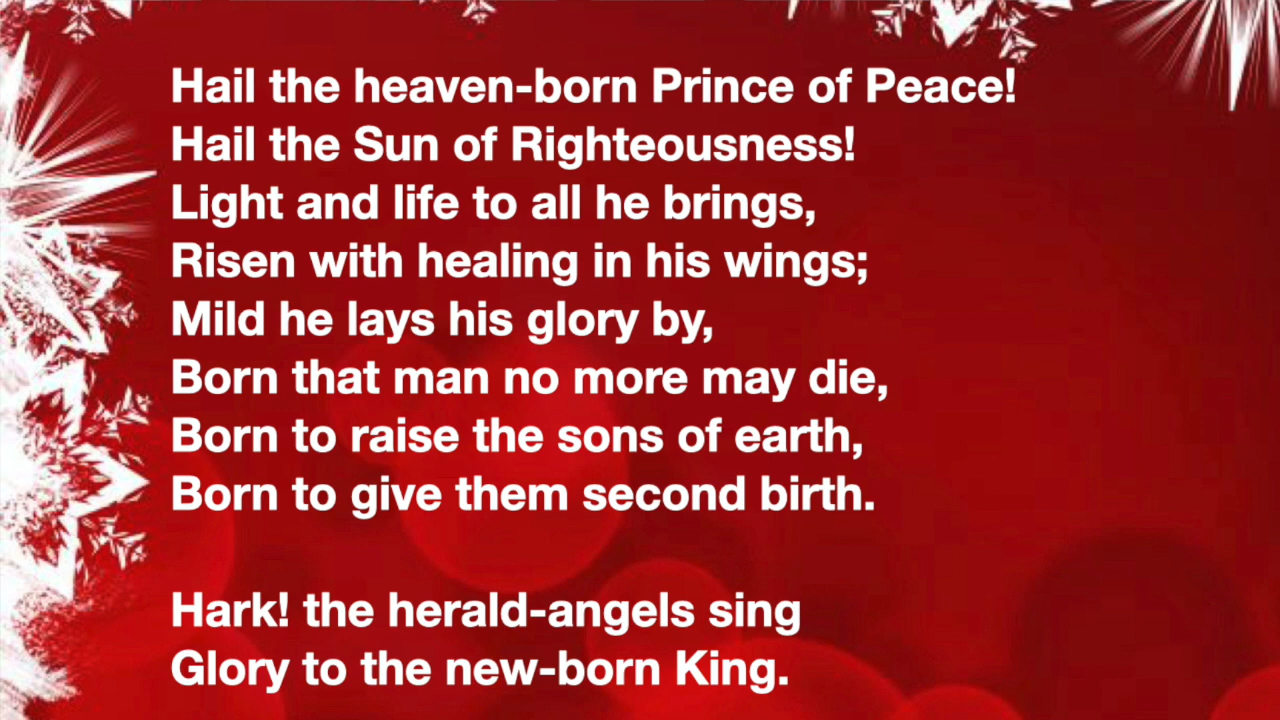 Hail the heaven-born Prince of Peace!
Hail the Sun of Righteousness!
Light and life to all he brings,
Risen with healing in his wings;
Mild he lays his glory by,
Born that man no more may die,
Born to raise the sons of earth,
Born to give them second birth.
Hark! the herald-angels sing
Glory to the new-born King.